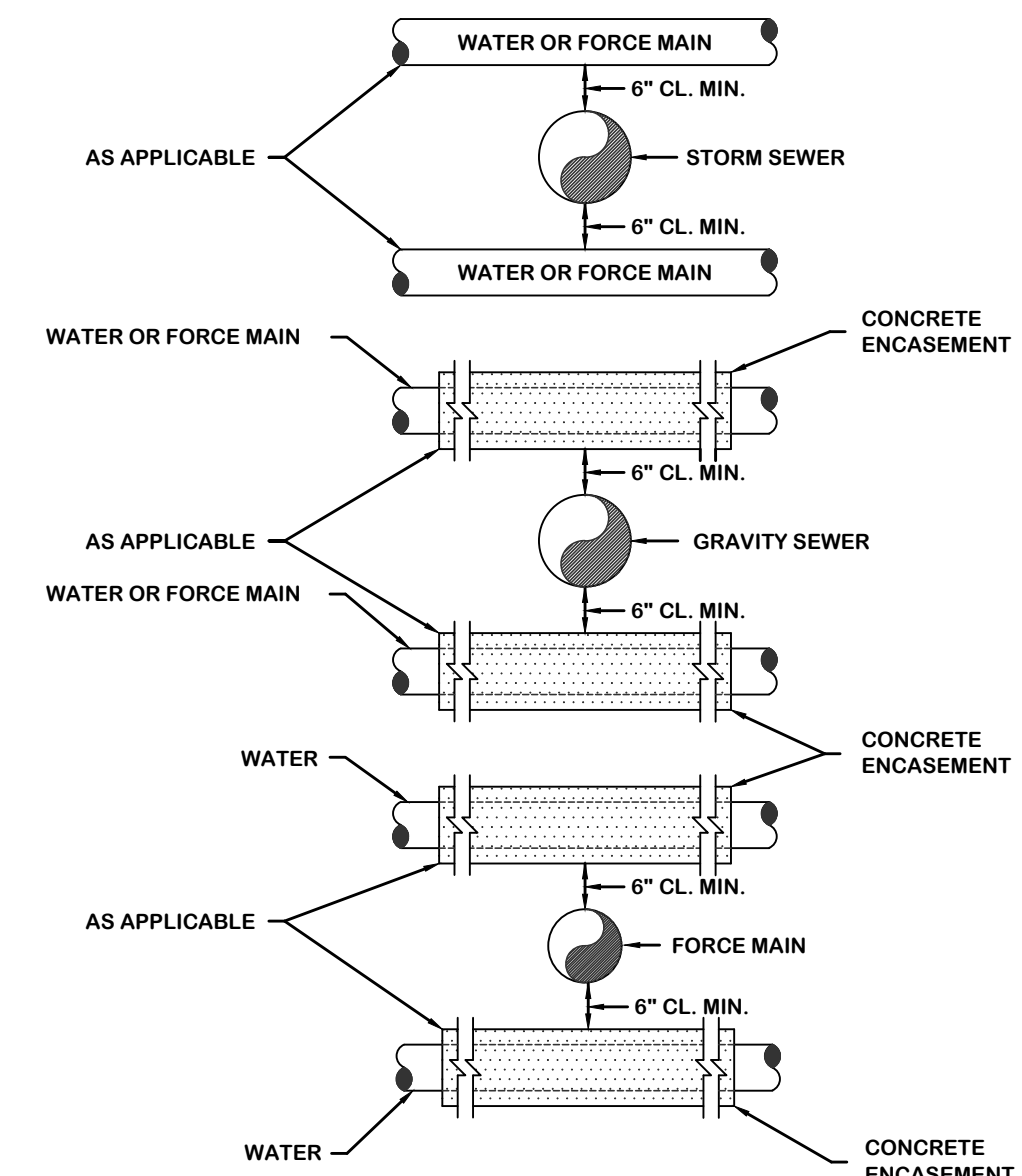 WATER OR FORCE MAIN
6" CL. MIN.
AS APPLICABLE
STORM SEWER
6" CL. MIN.
WATER OR FORCE MAIN
WATER OR FORCE MAIN
CONCRETE
ENCASEMENT
6" CL. MIN.
AS APPLICABLE
GRAVITY SEWER
WATER OR FORCE MAIN
6" CL. MIN.
CONCRETE
ENCASEMENT
WATER
6" CL. MIN.
AS APPLICABLE
FORCE MAIN
6" CL. MIN.
WATER
CONCRETE
ENCASEMENT